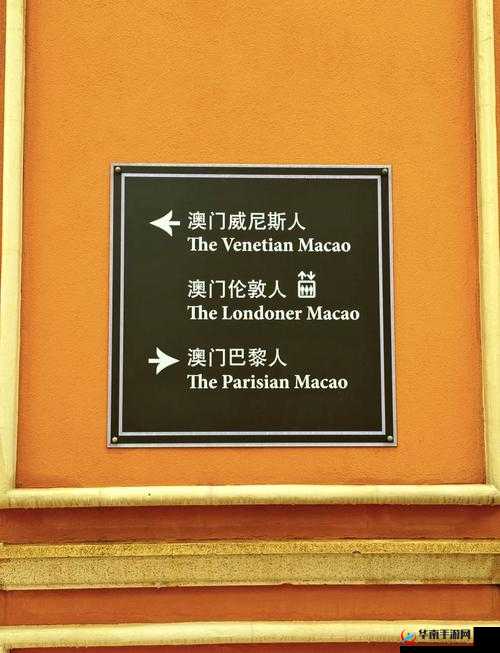 澳门威尼斯人
The Venetian Macao
澳门伦敦人
The Londoner Macao
澳门巴黎人
The Parisian Macao
华南手游网